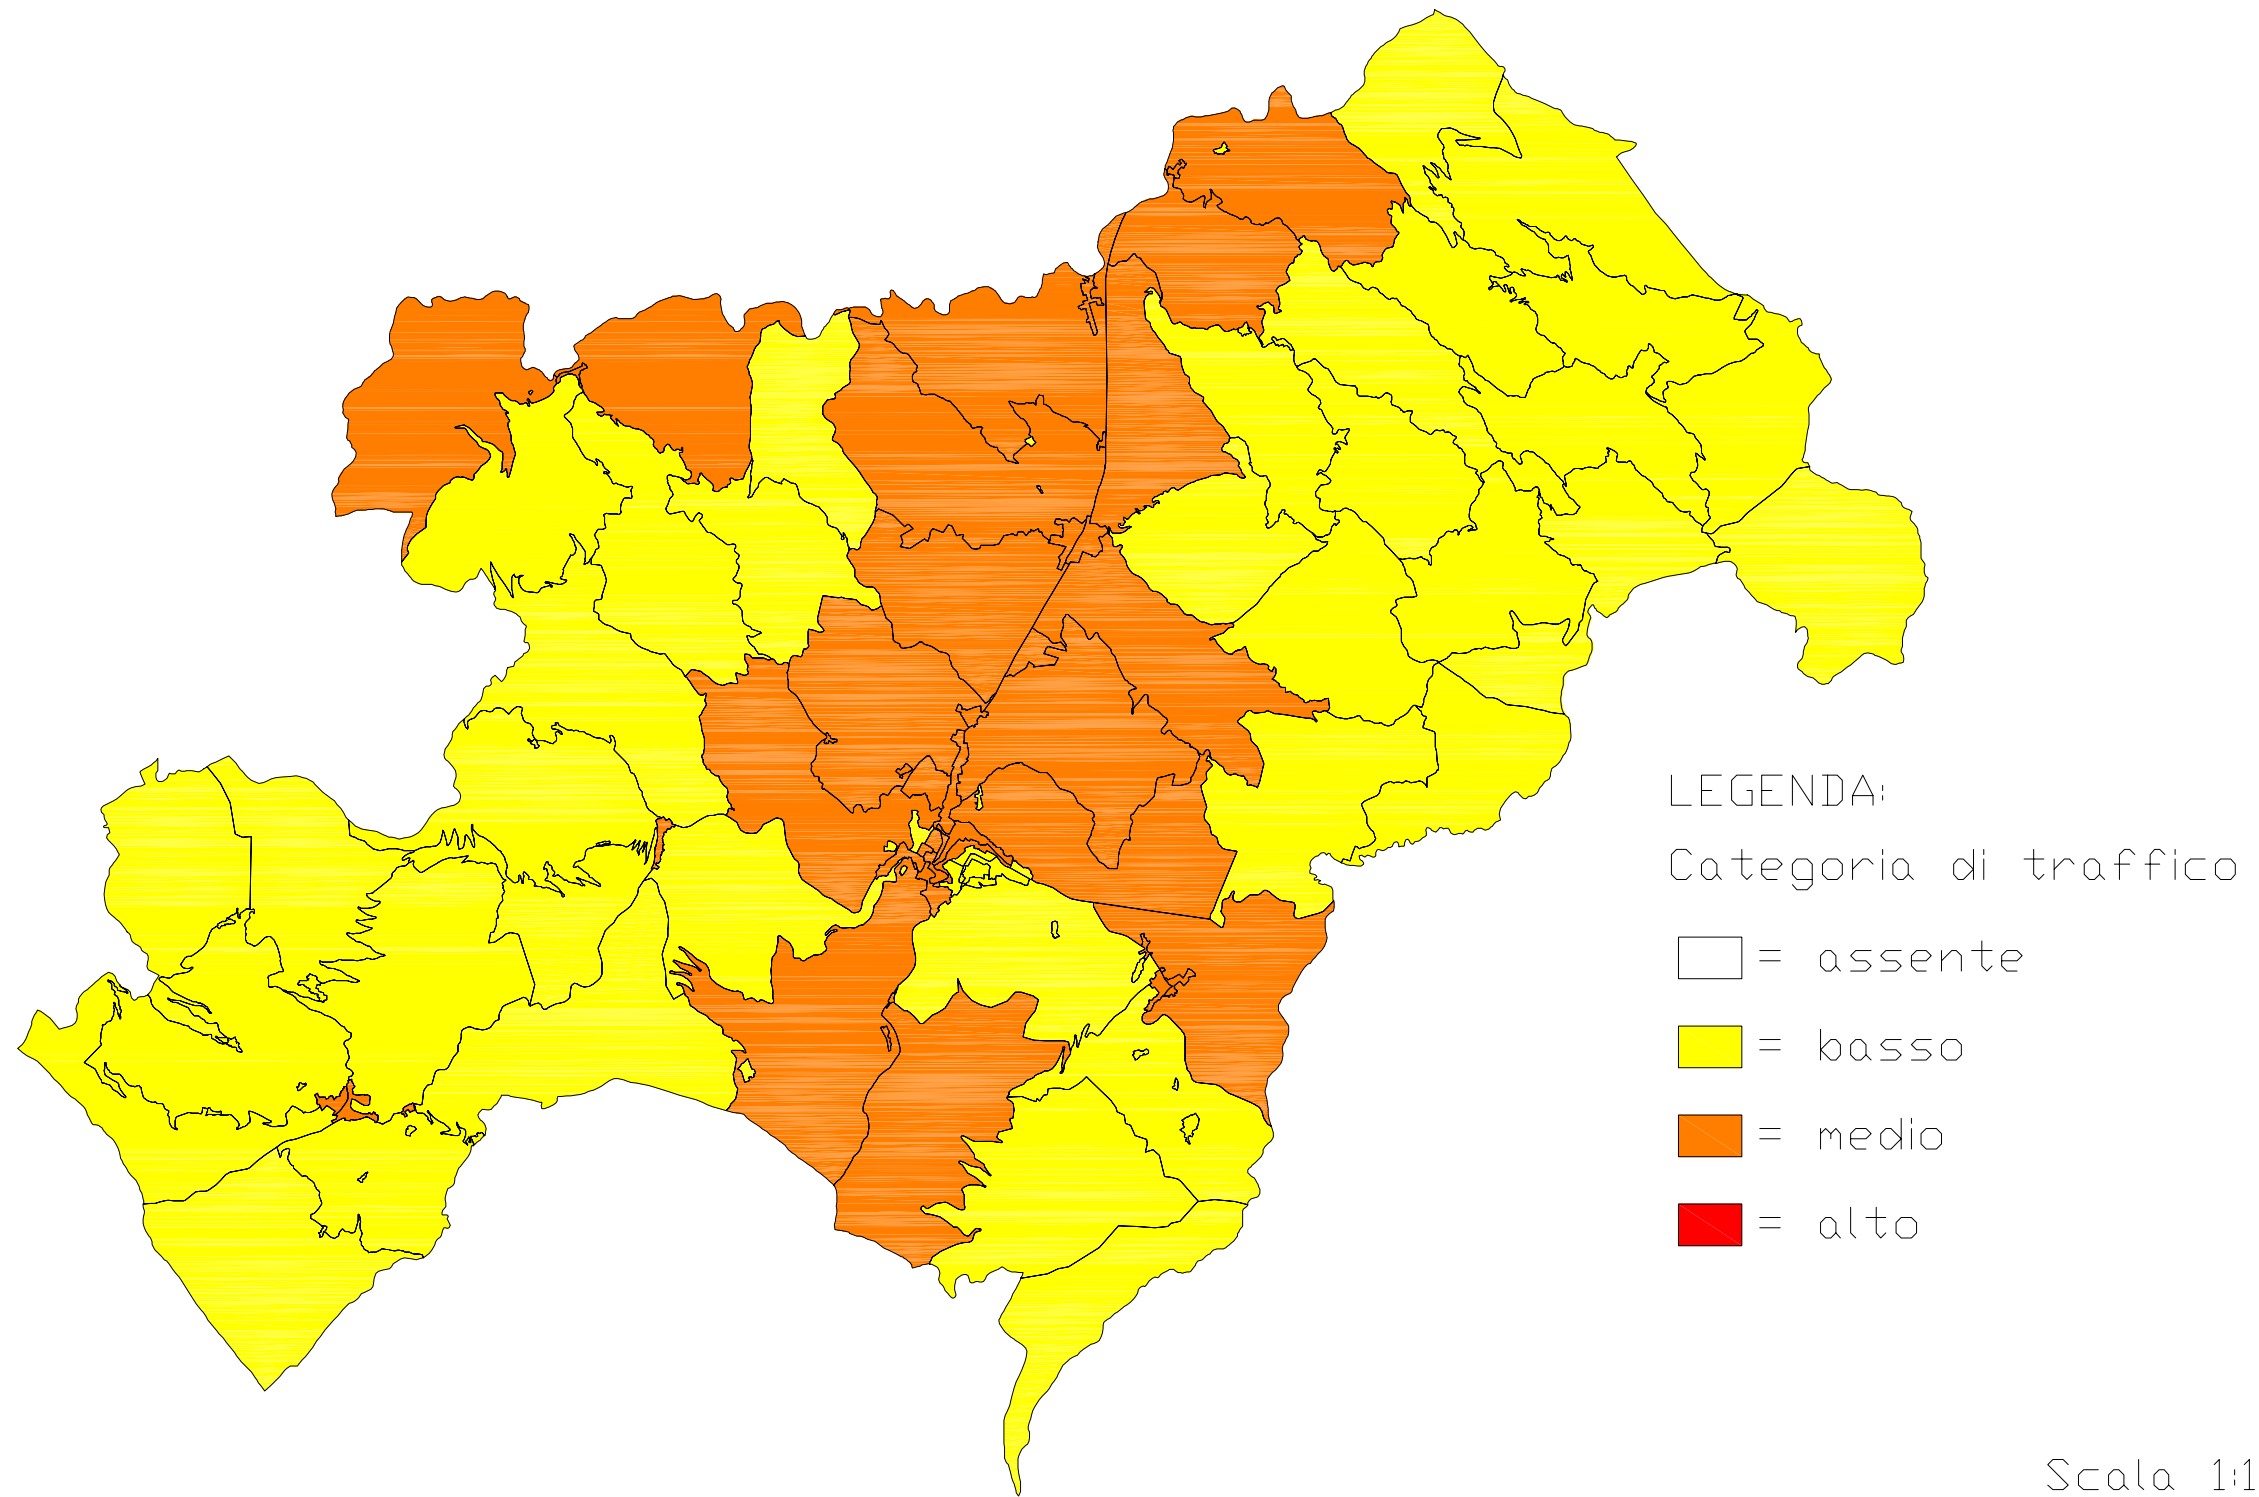 LEGENDA:
Categoria di traffico
= assente
= basso
= medio
= alto
Scala 1:1